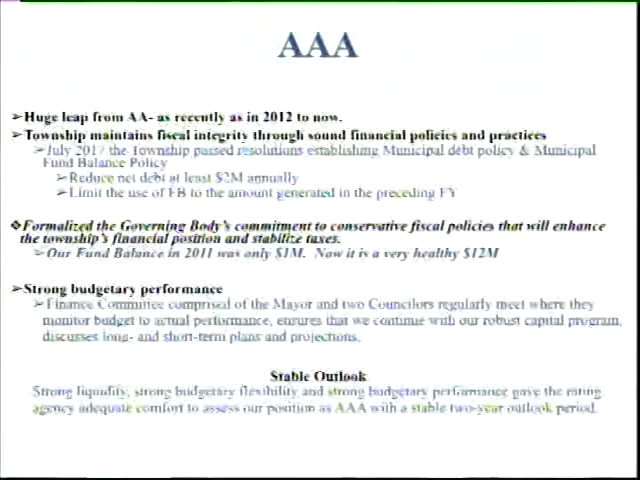 AAA
➢Huge leap from AA- as recently as in 2012 to now.
➢Township maintains fiscal integrity through sound financial policies and practices
➢July 2017 the Township passed resolutions establishing Municipal debt policy & Municipal
Fund Balance Policy
➢Reduce net debt at least $2M annually
➢Limit the use of FB to the amount generated in the preceding FY
❖Formalized the Governing Body's commitment to conservative fiscal policies that will enhance
the township's financial position and stabilize taxes.
➢Our Fund Balance in 2011 was only $1M. Now it is a very healthy $12M
➢Strong budgetary performance
➢Finance Committee comprised of the Mayor and two Councilors regularly meet where they
monitor budget to actual performance, ensures that we continue with our robust capital program,
discusses long- and short-term plans and projections.
Stable Outlook
Strong liquidity, strong budgetary flexibility and strong budgetary performance gave the rating
agency adequate comfort to assess our position as AAA with a stable two-year outlook period.